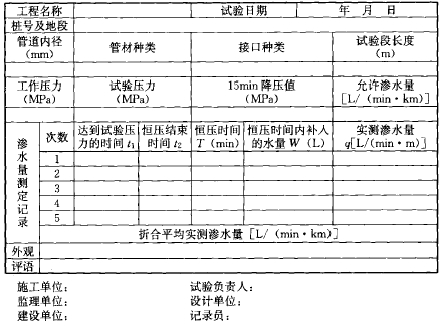 工程名称 试验日期 年 月 日
桩号及地段
管道内径 (mm) 管材种类 接口种类 试验段长度 (m)
工作压力 (MPa) 试验压力 (MPa) 15min降压值 (MPa) 允许渗水量 [L/(min·km)]
渗水量测定记录
次数 达到试验压力的时间 t₁ 恒压结束时间 t₂ 恒压时间 T (min) 恒压时间内补入的水量 W (L) 实测渗水量 q[L/(min·m)]
1
2
3
4
5
折合平均实测渗水量 [L/(min·km)]
外观
评语
施工单位： 试验负责人：
监理单位： 设计单位：
建设单位： 记录员：